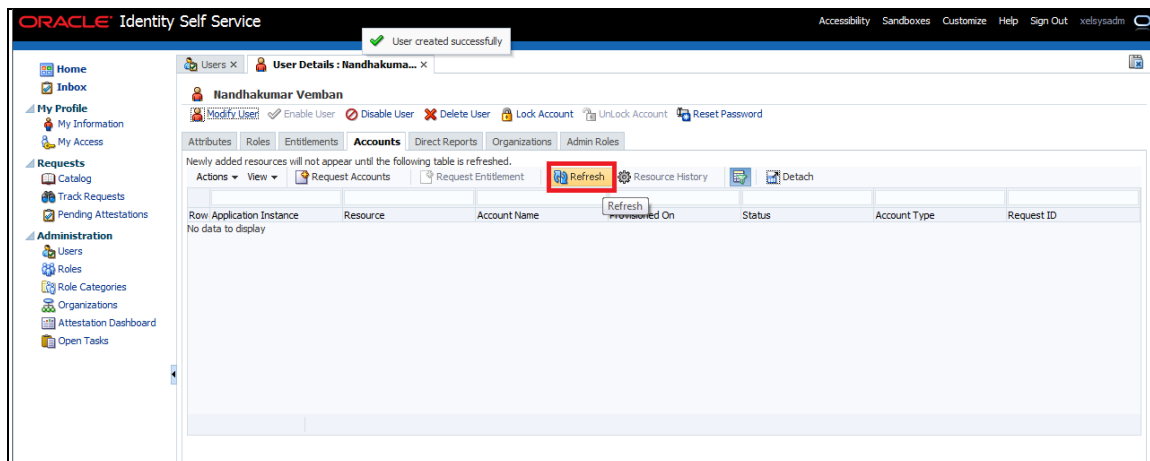 ORACLE Identity Self Service
Accessibility Sandboxes Customize Help Sign Out xelsysadm
User created successfully
Home
Inbox
My Profile
My Information
My Access
Requests
Catalog
Track Requests
Pending Attestations
Administration
Users
Roles
Role Categories
Organizations
Attestation Dashboard
Open Tasks
Users × User Details : Nandhakuma... ×
Nandhakumar Vemban
Modify User Enable User Disable User Delete User Lock Account UnLock Account Reset Password
Attributes Roles Entitlements Accounts Direct Reports Organizations Admin Roles
Newly added resources will not appear until the following table is refreshed.
Actions View Request Accounts Request Entitlement Refresh Resource History Detach
Refresh
Row Application Instance Resource Account Name Provisioned On Status Account Type Request ID
No data to display